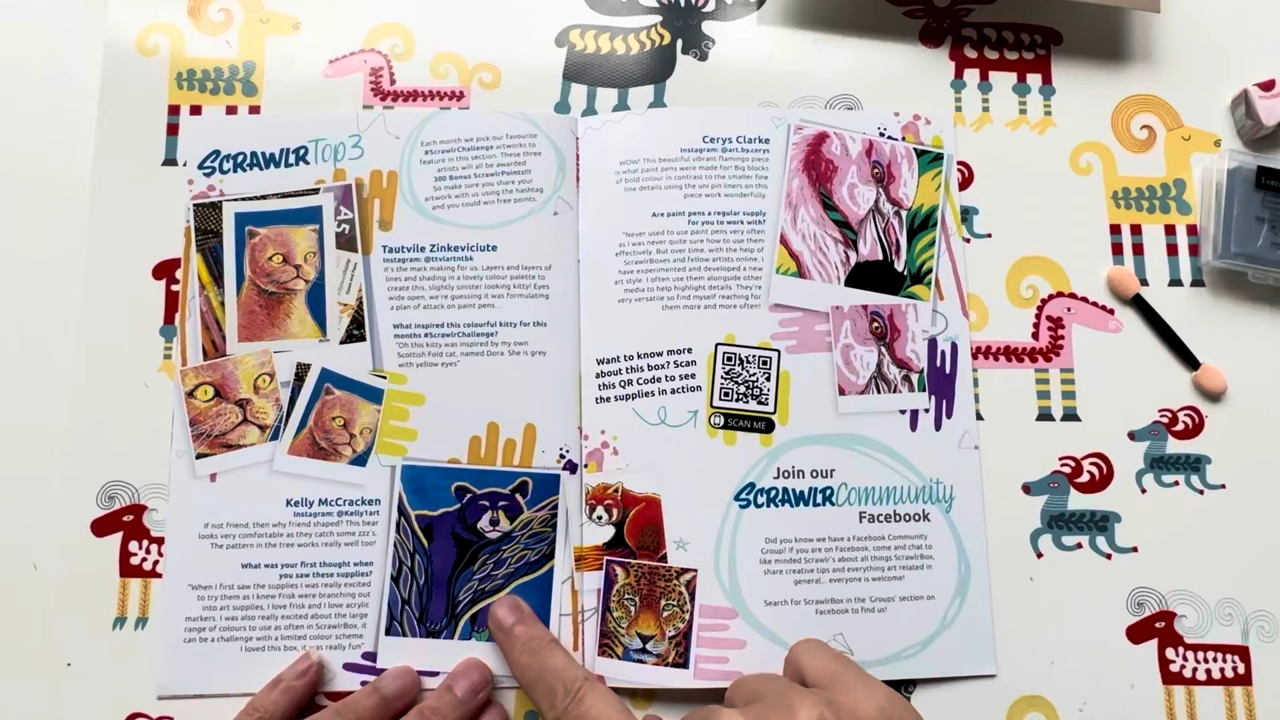 SCRAWLR Top3
Each month we pick our favourite
#ScrawlrChallenge artworks to
feature in this section. These three
artists will all be awarded
100 Bonus ScrawlrPoints!!!
So make sure you share your
artwork with us using the hashtag
and you could win free points.
A5
Tautvile Zinkeviciute
Instagram: @ttvlartntbk
It's the mark making for us. Layers and layers of
lines and shading in a lovely colour palette to
create this, slightly sinister looking kitty! Eyes
wide open, we're guessing it was formulating
a plan of attack on paint pens...
What inspired this colourful kitty for this
months #ScrawlrChallenge?
"Oh this kitty was inspired by my own
Scottish Fold cat, named Dora. She is grey
with yellow eyes"
Kelly McCracken
Instagram: @Kelly1art
If not friend, then why friend shaped? This bear
looks very comfortable as they catch some zzz's.
The pattern in the tree works really well too!
What was your first thought when
you saw these supplies?
"When I first saw the supplies I was really excited
to try them as I knew Frisk were branching out
into art supplies, I love frisk and I love acrylic
markers. I was also really excited about the large
range of colours to use as often in ScrawlrBox, it
can be a challenge with a limited colour scheme.
I loved this box, it was really fun"
Cerys Clarke
Instagram: @art.by.cerys
WOW! This beautiful vibrant flamingo piece
is what paint pens were made for! Big blocks
of bold colour in contrast to the smaller fine
line details using the uni pin liners on this
piece work wonderfully.
Are paint pens a regular supply
for you to work with?
"Never used to use paint pens very often
as I was never quite sure how to use them
effectively. But over time, with the help of
ScrawlrBoxes and fellow artists online, I
have experimented and developed a new
art style. I often use them alongside other
media to help highlight details. They're
very versatile so find myself reaching for
them more and more often!
Want to know more
about this box? Scan
this QR Code to see
the supplies in action
SCAN ME
Join our
SCRAWLRCommunity
Facebook
Did you know we have a Facebook Community
Group? If you are on Facebook, come and chat to
like minded Scrawlr's about all things ScrawlrBox,
share creative tips and everything art related in
general... everyone is welcome!
Search for ScrawlrBox in the 'Groups' section on
Facebook to find us!